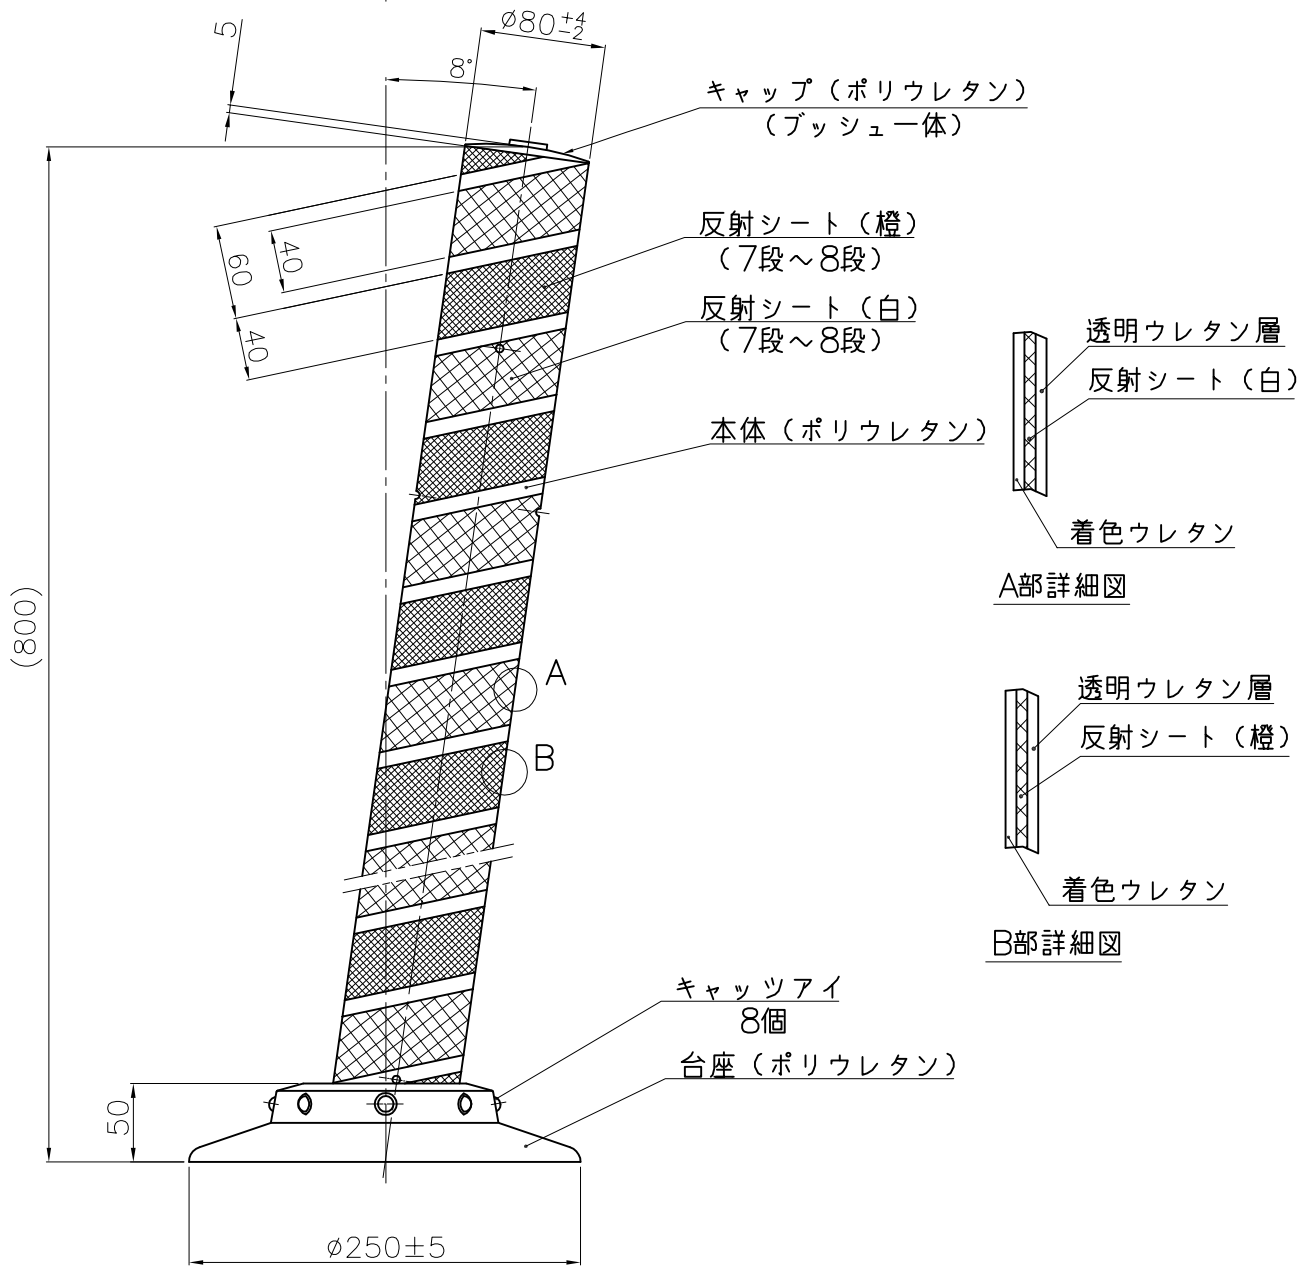 5
ø80+4-2
8°
キャップ（ポリウレタン）
（ブッシュ一体）
反射シート（橙）
（7段～8段）
40
60
40
反射シート（白）
（7段～8段）
透明ウレタン層
反射シート（白）
本体（ポリウレタン）
着色ウレタン
A部詳細図
(800)
A
B
透明ウレタン層
反射シート（橙）
着色ウレタン
B部詳細図
キャッツアイ
8個
台座（ポリウレタン）
50
ø250±5